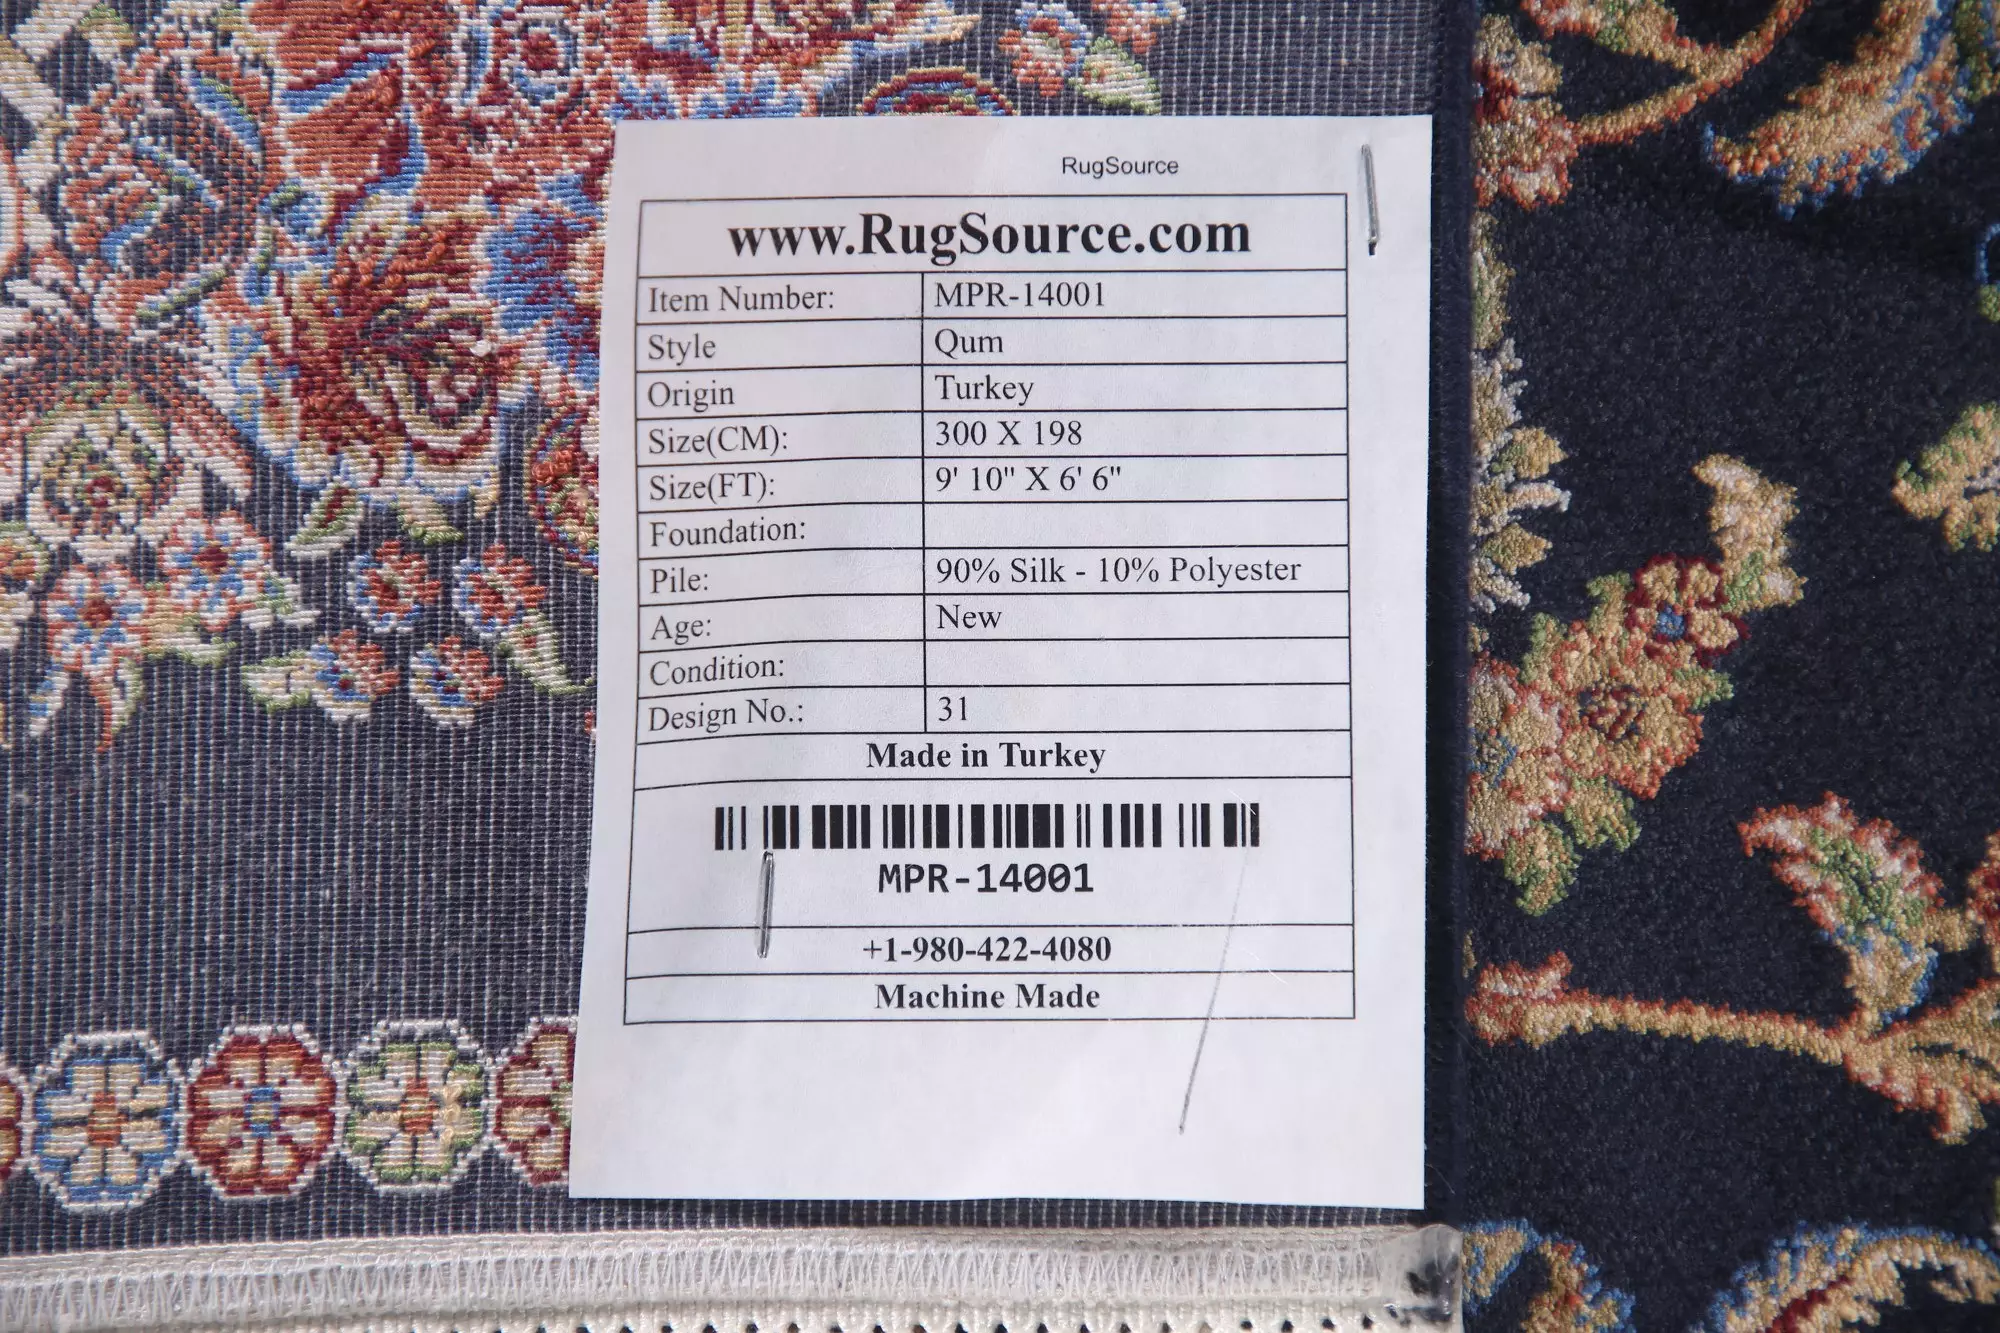 RugSource
www.RugSource.com
Item Number: MPR-14001
Style Qum
Origin Turkey
Size(CM): 300 X 198
Size(FT): 9' 10" X 6' 6"
Foundation:
Pile: 90% Silk - 10% Polyester
Age: New
Condition:
Design No.: 31
Made in Turkey
MPR-14001
+1-980-422-4080
Machine Made